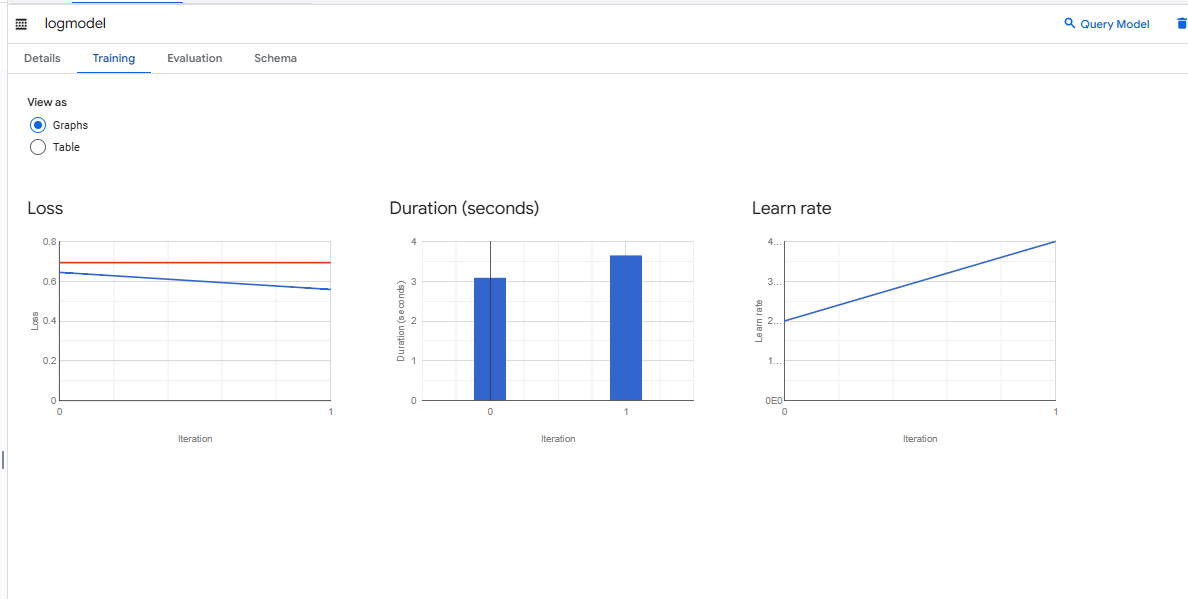 logmodel
Query Model
Details Training Evaluation Schema
View as
Graphs
Table
Loss
0.8
0.6
0.4
0.2
0
Loss
0 1
Iteration
Duration (seconds)
4
3
2
1
0
Duration (seconds)
0 1
Iteration
Learn rate
4...
3...
2...
1...
0E0
Learn rate
0 1
Iteration